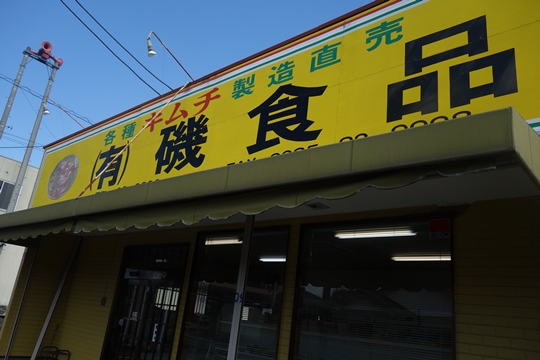 各種 キムチ 製造直売
(有) 磯食品